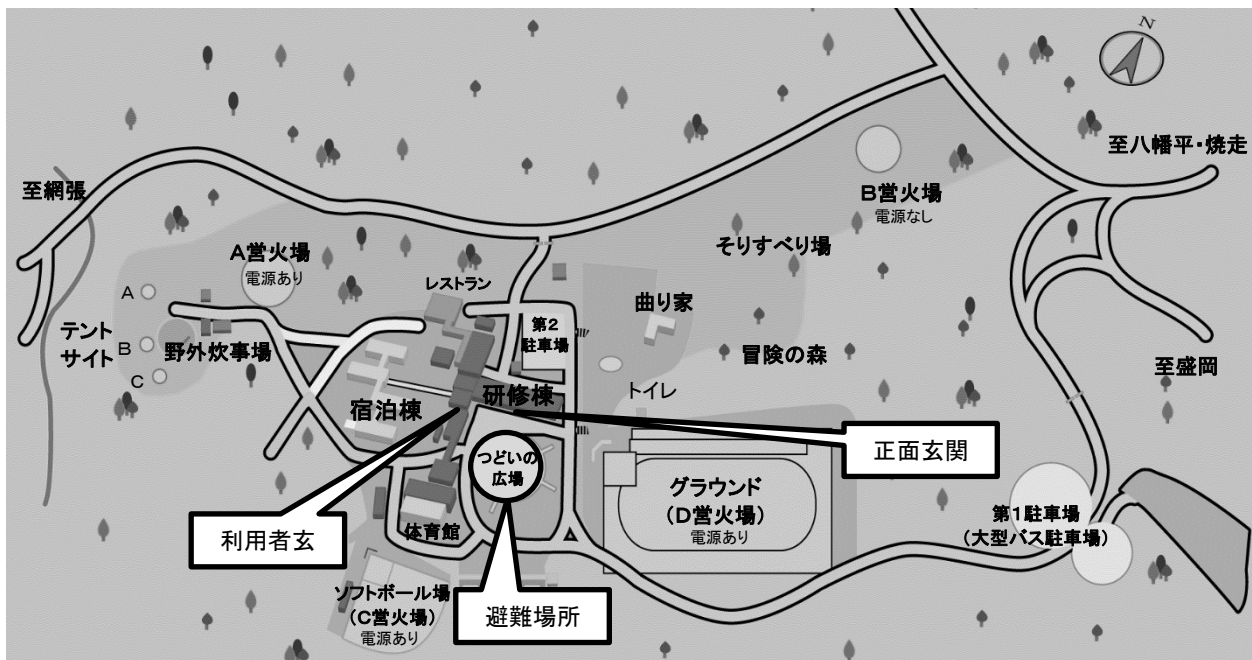 N
至八幡平・焼走
至網張
B営火場
電源なし
そりすべり場
A営火場
電源あり
レストラン
A
曲り家
第2
駐車場
テント
サイト
B
野外炊事場
冒険の森
至盛岡
C
トイレ
研修棟
宿泊棟
正面玄関
つどいの
広場
グラウンド
(D営火場)
電源あり
第1駐車場
(大型バス駐車場)
利用者玄
体育館
ソフトボール場
(C営火場)
電源あり
避難場所